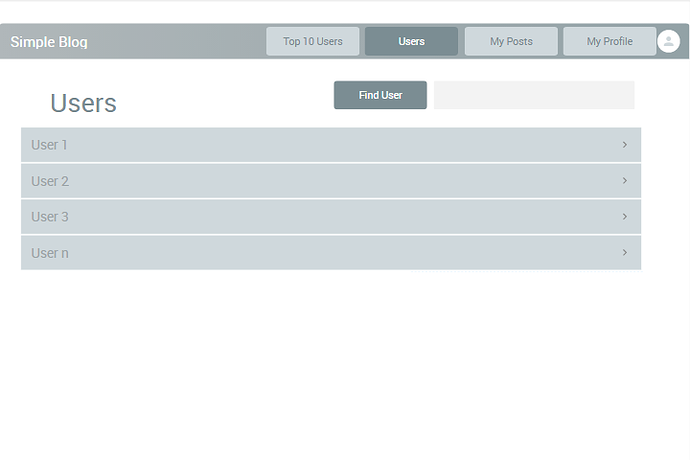 Simple Blog
Top 10 Users
Users
My Posts
My Profile
Users
Find User
User 1
User 2
User 3
User n